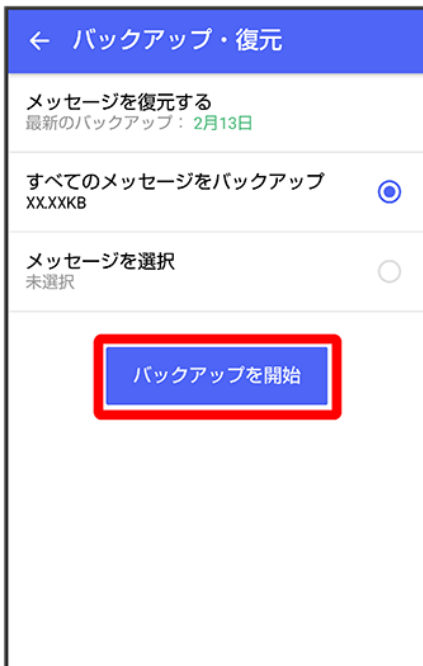 ← バックアップ・復元
メッセージを復元する
最新のバックアップ： 2月13日
すべてのメッセージをバックアップ
XX.XXKB
メッセージを選択
未選択
バックアップを開始